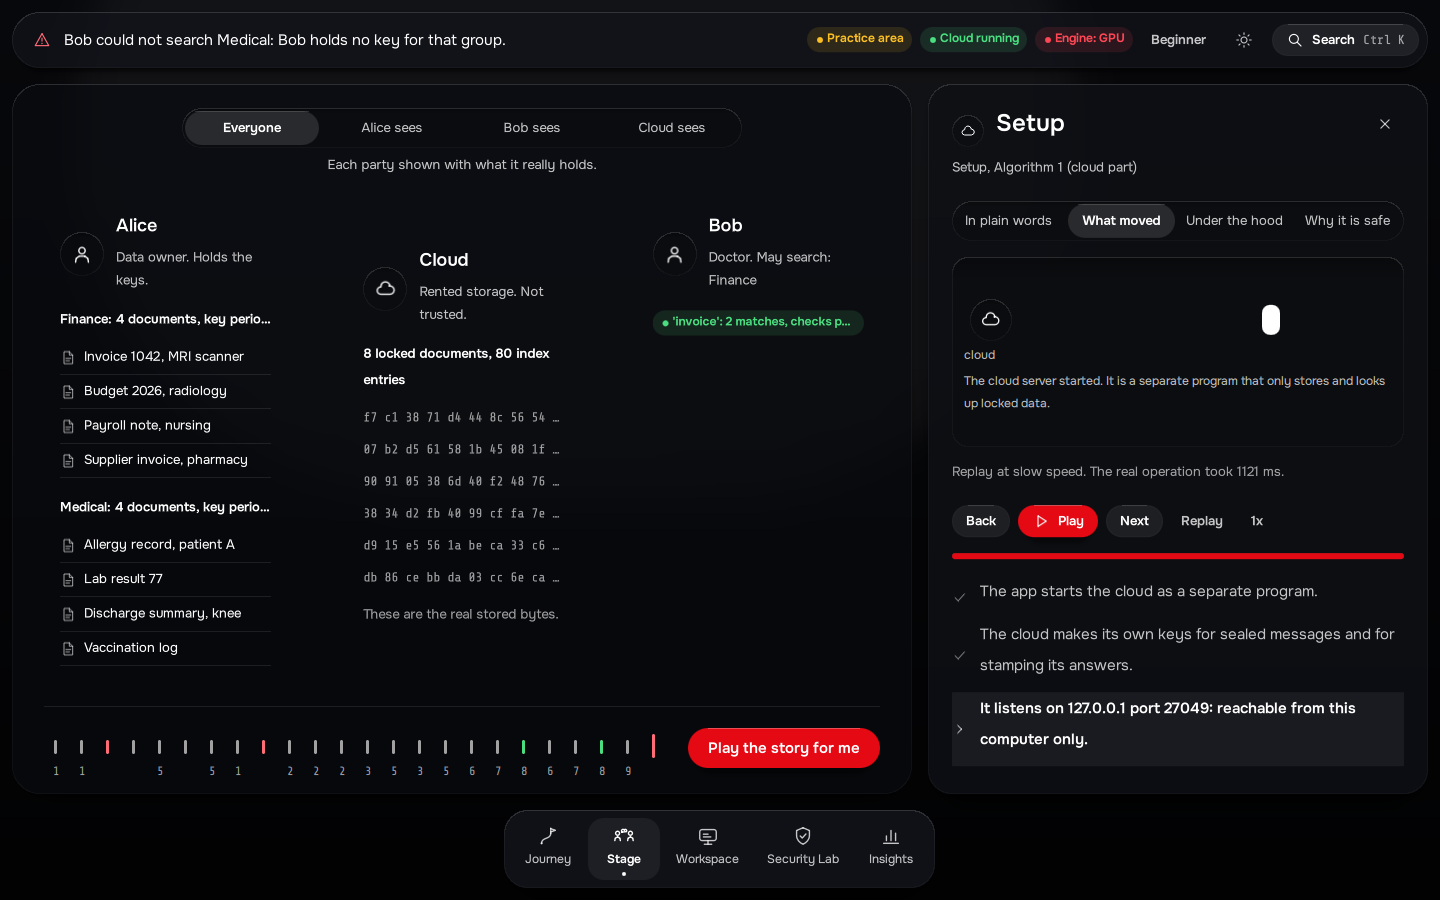 Bob could not search Medical: Bob holds no key for that group.
Practice area
Cloud running
Engine: GPU
Beginner
Search Ctrl K
Everyone
Alice sees
Bob sees
Cloud sees
Each party shown with what it really holds.
Alice
Data owner. Holds the
keys.
Finance: 4 documents, key perio...
Invoice 1042, MRI scanner
Budget 2026, radiology
Payroll note, nursing
Supplier invoice, pharmacy
Medical: 4 documents, key perio...
Allergy record, patient A
Lab result 77
Discharge summary, knee
Vaccination log
Cloud
Rented storage. Not
trusted.
8 locked documents, 80 index
entries
f7 c1 38 71 d4 44 8c 56 54 …
07 b2 d5 61 58 1b 45 08 1f …
90 91 05 38 6d 40 f2 48 76 …
38 34 d2 fb 40 99 cf fa 7e …
d9 15 e5 56 1a be ca 33 c6 …
db 86 ce bb da 03 cc 6e ca …
These are the real stored bytes.
Bob
Doctor. May search:
Finance
'invoice': 2 matches, checks p...
1 1 5 5 1 2 2 2 3 5 3 5 6 7 8 6 7 8 9
Play the story for me
Setup
Setup, Algorithm 1 (cloud part)
In plain words
What moved
Under the hood
Why it is safe
cloud
The cloud server started. It is a separate program that only stores and looks
up locked data.
Replay at slow speed. The real operation took 1121 ms.
Back
Play
Next
Replay
1x
The app starts the cloud as a separate program.
The cloud makes its own keys for sealed messages and for
stamping its answers.
It listens on 127.0.0.1 port 27049: reachable from this
computer only.
Journey
Stage
Workspace
Security Lab
Insights